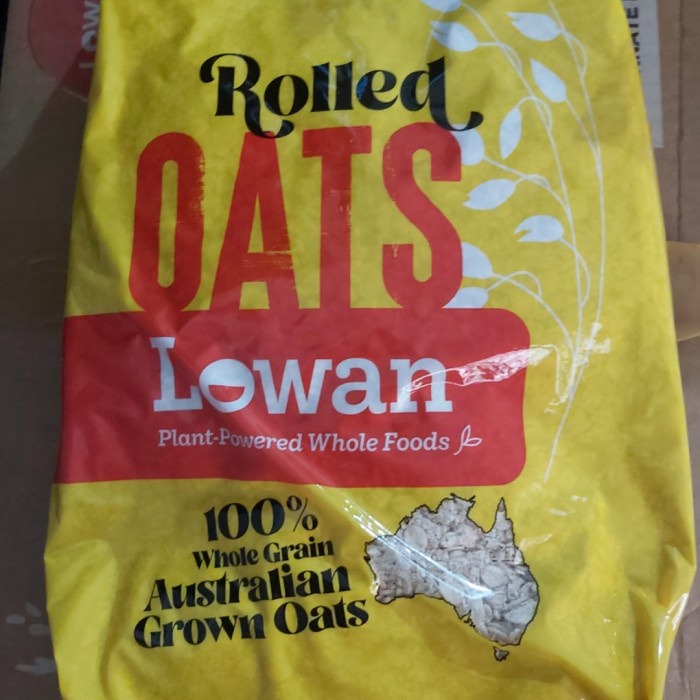 Rolled
OATS
Lowan
Plant-Powered Whole Foods
100%
Whole Grain
Australian
Grown Oats